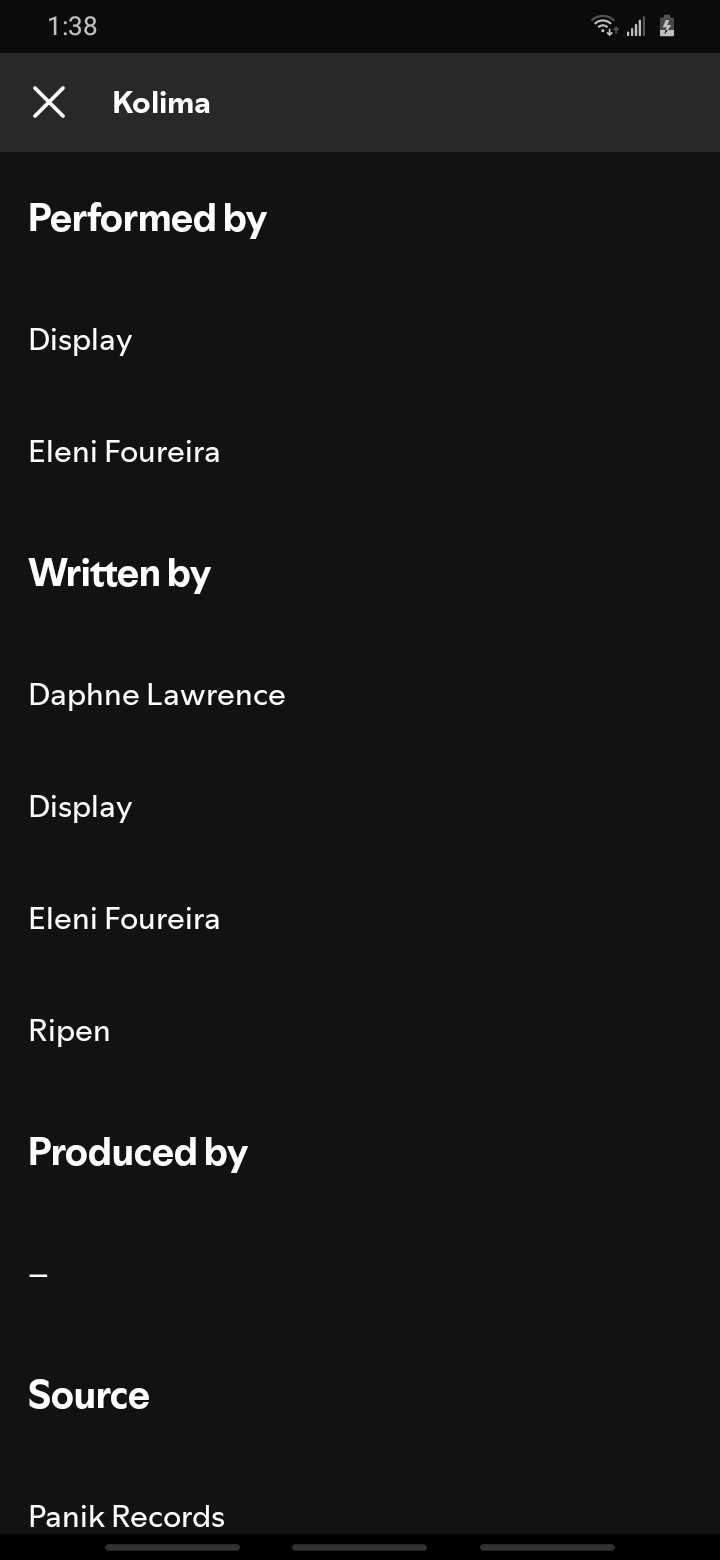 1:38
Kolima
Performed by
Display
Eleni Foureira
Written by
Daphne Lawrence
Display
Eleni Foureira
Ripen
Produced by
–
Source
Panik Records